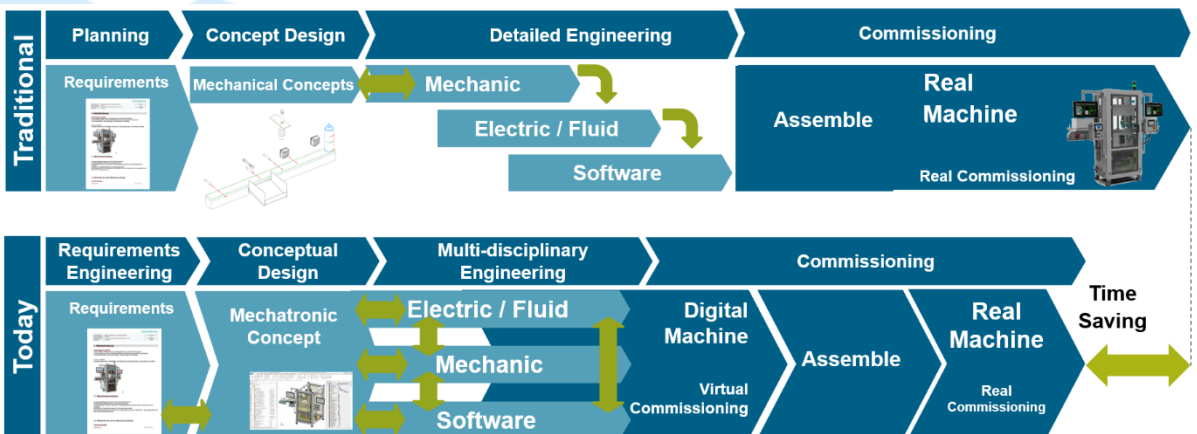 Traditional
Planning
Concept Design
Detailed Engineering
Commissioning
Requirements
Mechanical Concepts
Mechanic
Electric / Fluid
Software
Assemble
Real
Machine
Real Commissioning
Today
Requirements
Engineering
Conceptual
Design
Multi-disciplinary
Engineering
Commissioning
Requirements
Mechatronic
Concept
Electric / Fluid
Mechanic
Software
Digital
Machine
Virtual
Commissioning
Assemble
Real
Machine
Real
Commissioning
Time
Saving